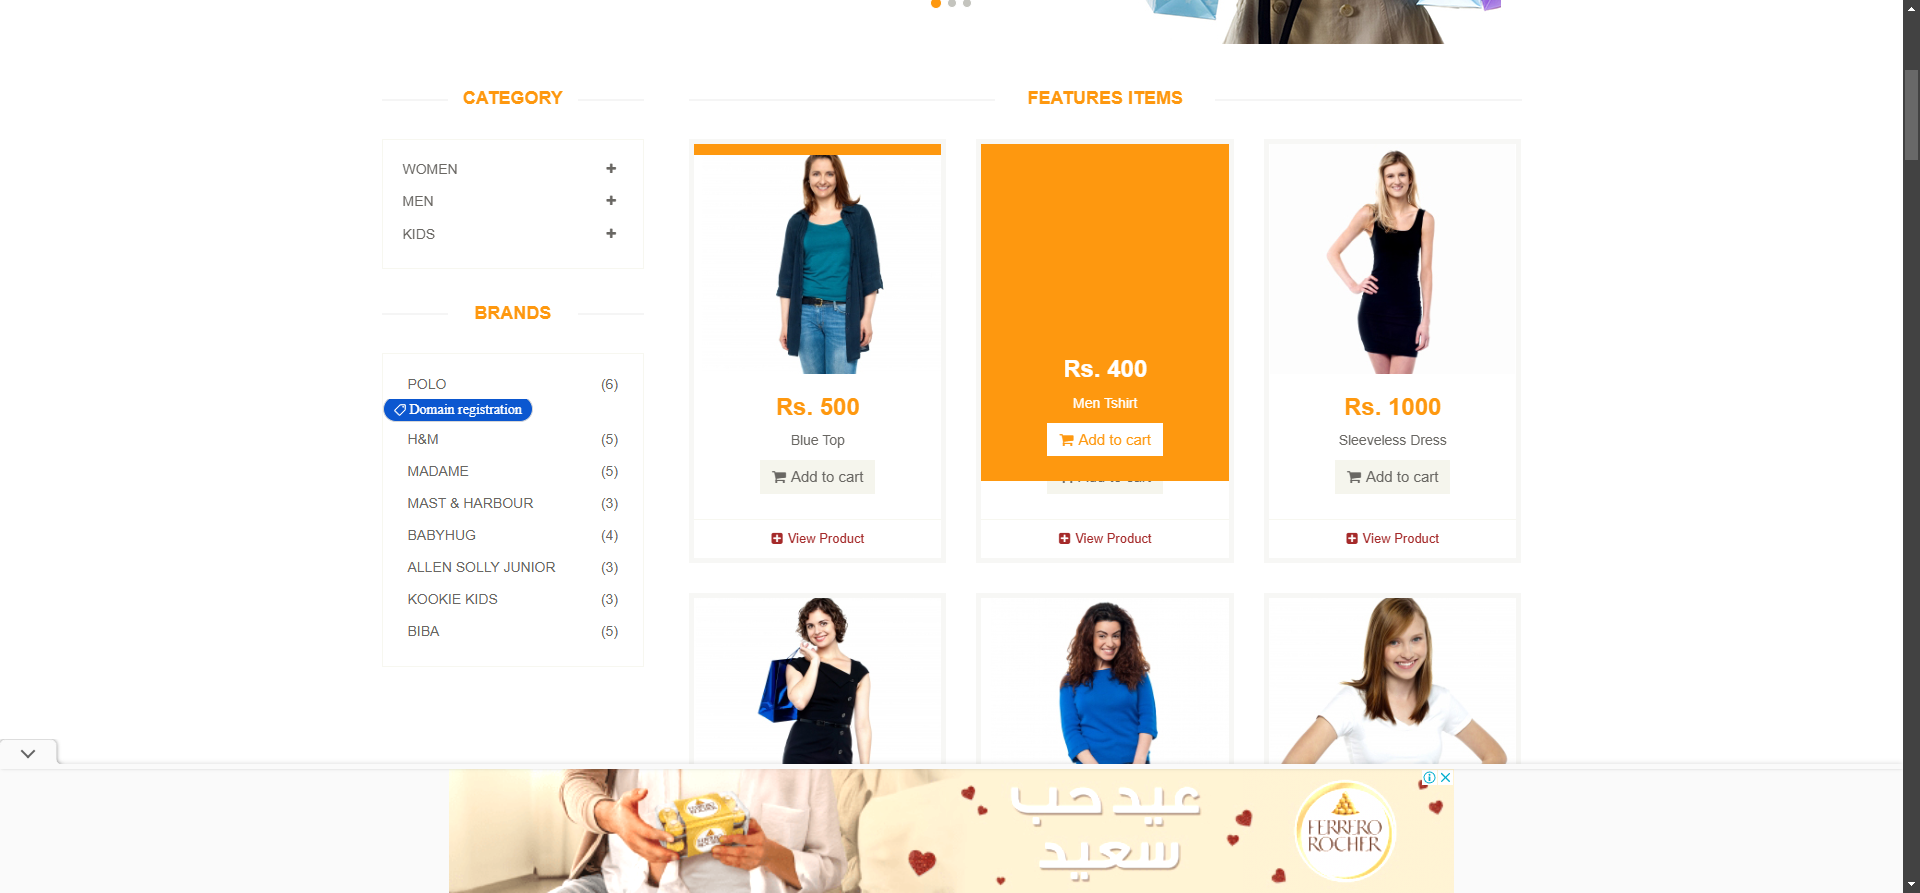 CATEGORY
WOMEN
MEN
KIDS
BRANDS
POLO (6)
Domain registration
H&M (5)
MADAME (5)
MAST & HARBOUR (3)
BABYHUG (4)
ALLEN SOLLY JUNIOR (3)
KOOKIE KIDS (3)
BIBA (5)
FEATURES ITEMS
Rs. 500
Blue Top
Add to cart
View Product
Rs. 400
Men Tshirt
Add to cart
View Product
Rs. 1000
Sleeveless Dress
Add to cart
View Product
عيد حب
سعيد
FERRERO
ROCHER